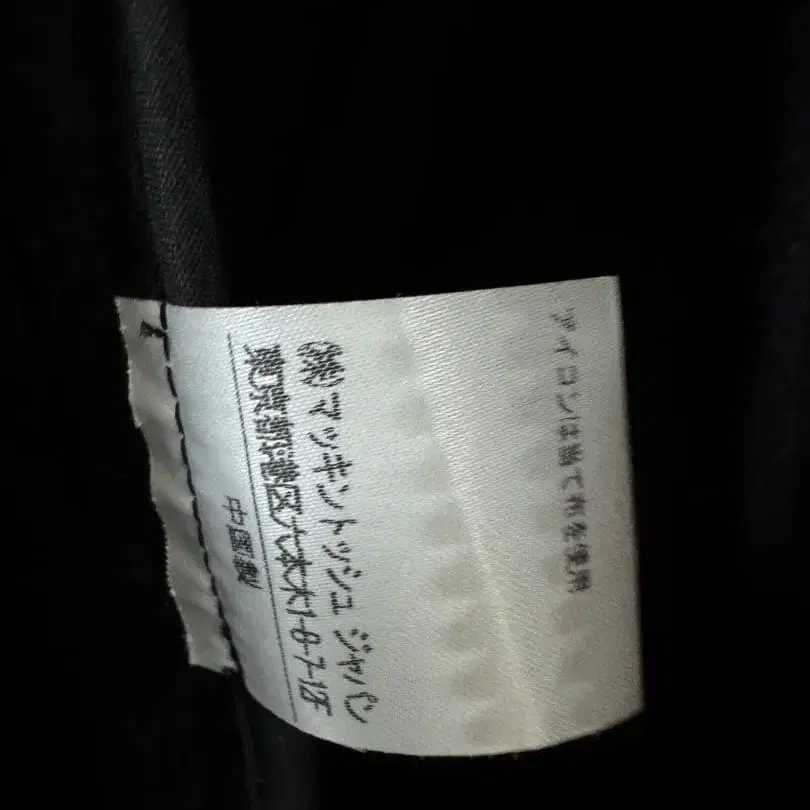 アイロンは当て布を使用
㈱マッキントッシュ ジャパン
東京都港区六本木1-8-7-12F
中国製